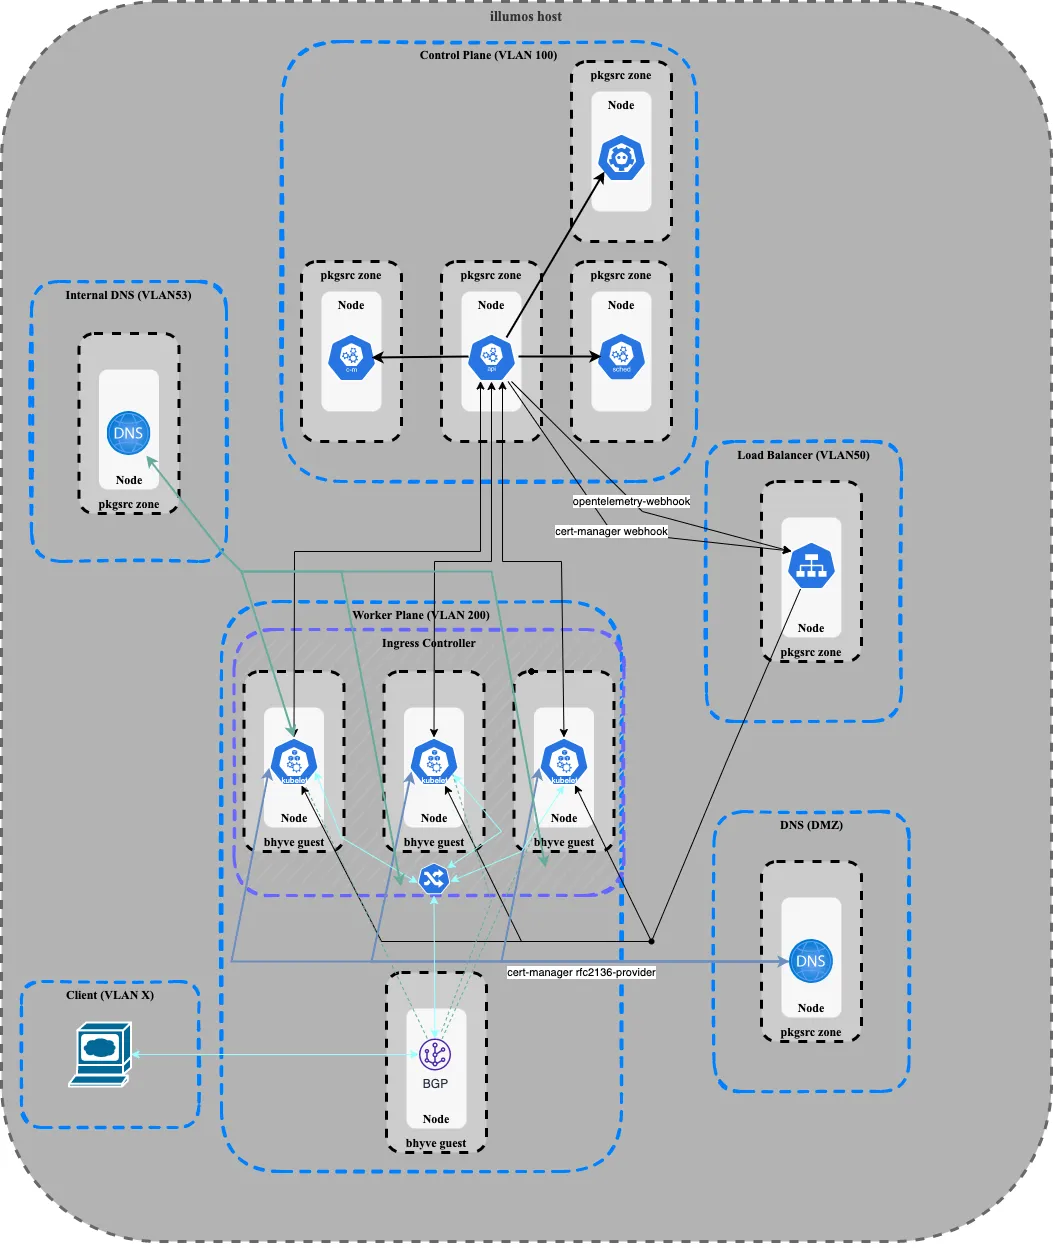 illumos host
Control Plane (VLAN 100)
pkgsrc zone
Node
pkgsrc zone
Node
c-m
pkgsrc zone
Node
api
pkgsrc zone
Node
sched
Internal DNS (VLAN53)
DNS
Node
pkgsrc zone
Load Balancer (VLAN50)
Node
pkgsrc zone
opentelemetry-webhook
cert-manager webhook
Worker Plane (VLAN 200)
Ingress Controller
kubelet
Node
bhyve guest
kubelet
Node
bhyve guest
kubelet
Node
bhyve guest
DNS (DMZ)
DNS
Node
pkgsrc zone
cert-manager rfc2136-provider
Client (VLAN X)
BGP
Node
bhyve guest